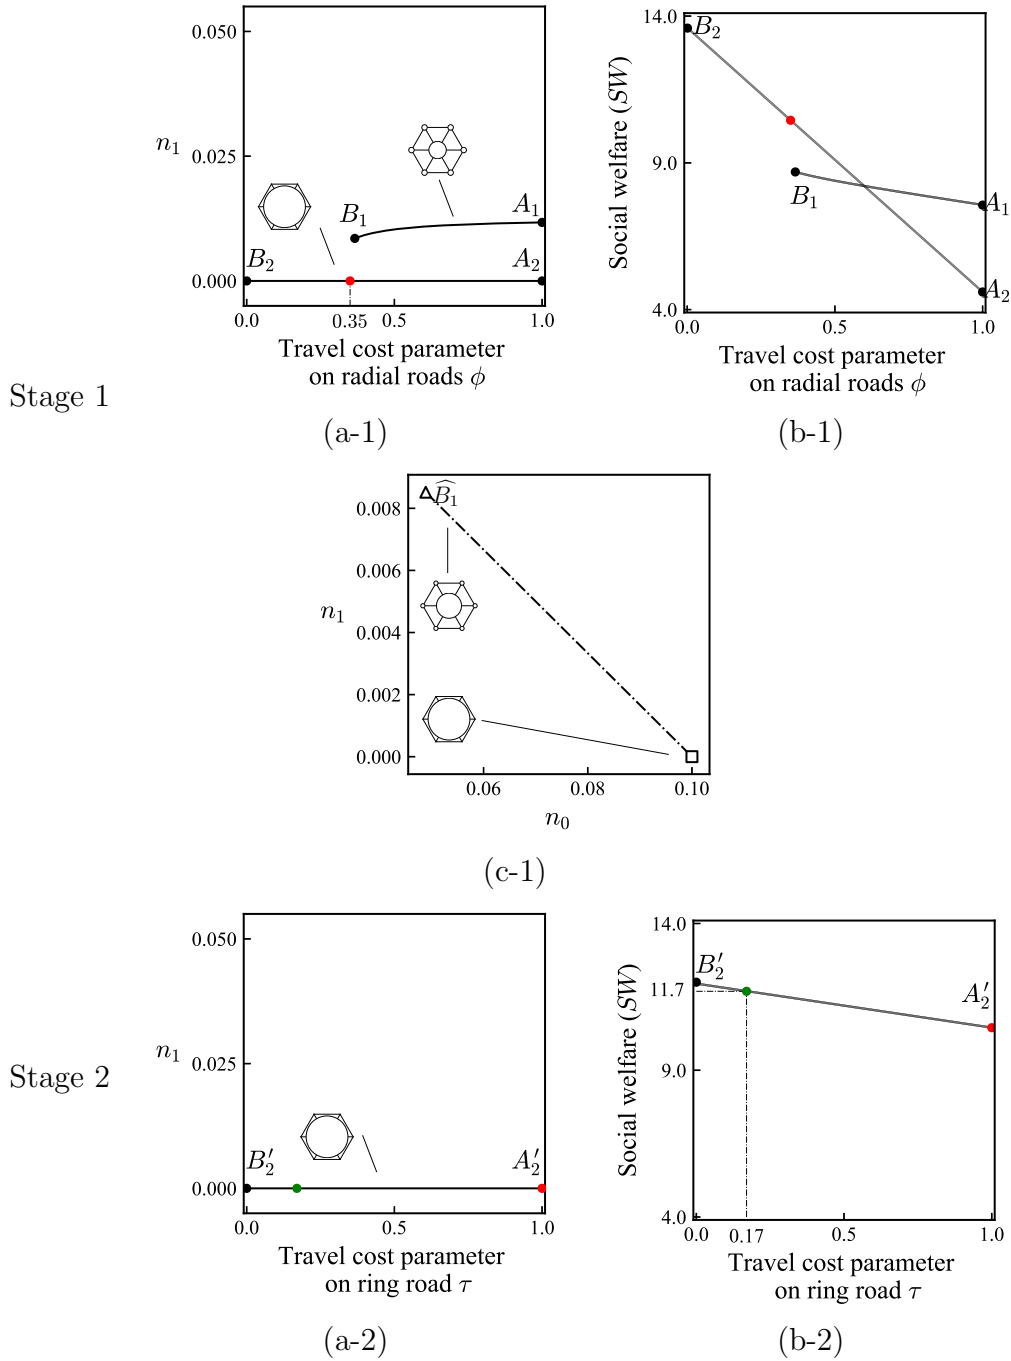 Stage 1
0.050
0.025
0.000
n₁
B₁
A₁
B₂
A₂
0.0
0.35
0.5
1.0
Travel cost parameter
on radial roads ϕ
(a-1)
14.0
9.0
4.0
Social welfare (SW)
B₂
B₁
A₁
A₂
0.0
0.5
1.0
Travel cost parameter
on radial roads ϕ
(b-1)
0.008
0.006
0.004
0.002
0.000
n₁
B̂₁
0.06
0.08
0.10
n₀
(c-1)
Stage 2
0.050
0.025
0.000
n₁
B₂′
A₂′
0.0
0.5
1.0
Travel cost parameter
on ring road τ
(a-2)
14.0
11.7
9.0
4.0
Social welfare (SW)
B₂′
A₂′
0.0
0.17
0.5
1.0
Travel cost parameter
on ring road τ
(b-2)